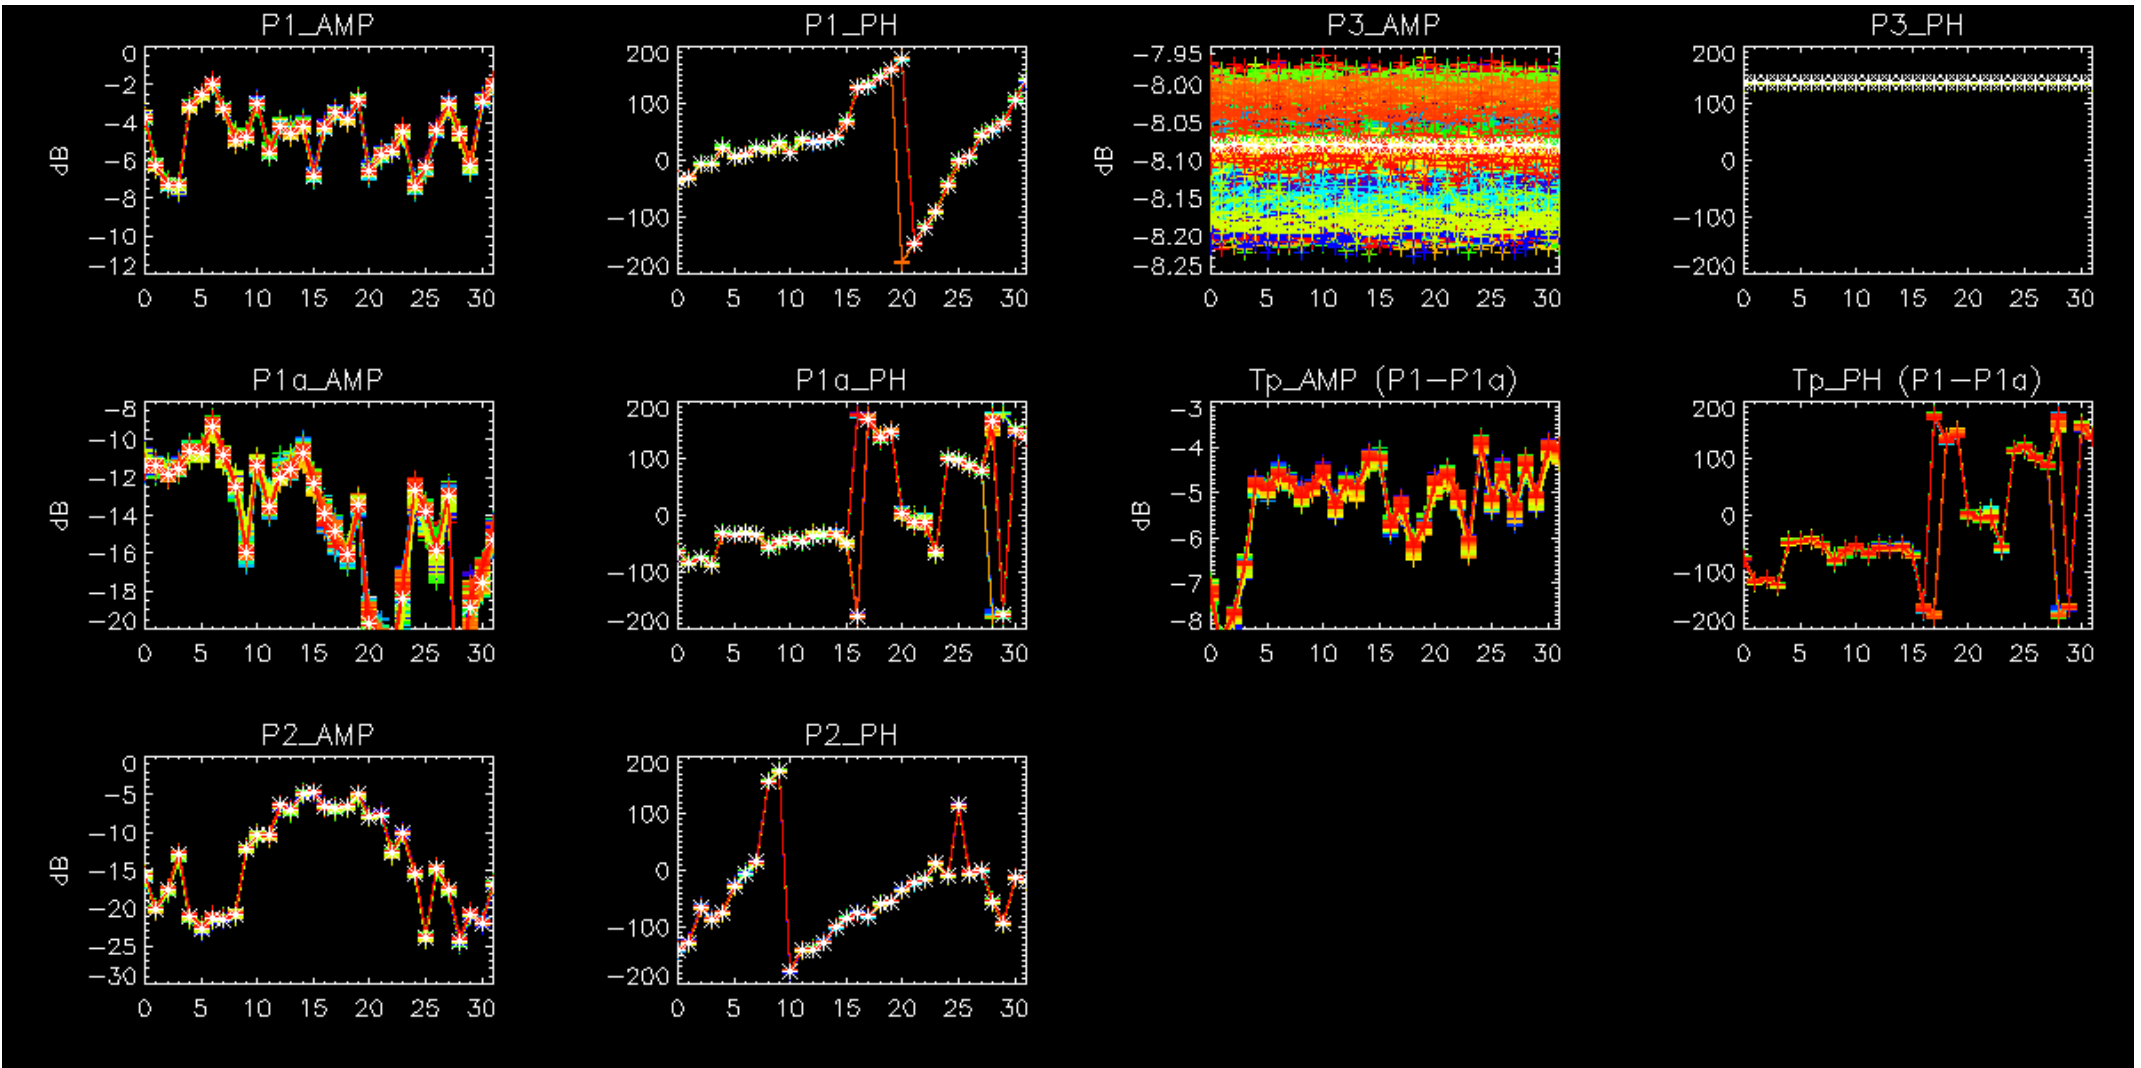 P1_AMP
P1_PH
P3_AMP
P3_PH
0
−2
−4
−6
−8
−10
−12
dB
0 5 10 15 20 25 30
200
100
0
−100
−200
0 5 10 15 20 25 30
−7.95
−8.00
−8.05
−8.10
−8.15
−8.20
−8.25
dB
0 5 10 15 20 25 30
200
100
0
−100
−200
0 5 10 15 20 25 30
P1a_AMP
P1a_PH
Tp_AMP (P1−P1a)
Tp_PH (P1−P1a)
−8
−10
−12
−14
−16
−18
−20
dB
0 5 10 15 20 25 30
200
100
0
−100
−200
0 5 10 15 20 25 30
−3
−4
−5
−6
−7
−8
dB
0 5 10 15 20 25 30
200
100
0
−100
−200
0 5 10 15 20 25 30
P2_AMP
P2_PH
0
−5
−10
−15
−20
−25
−30
dB
0 5 10 15 20 25 30
200
100
0
−100
−200
0 5 10 15 20 25 30